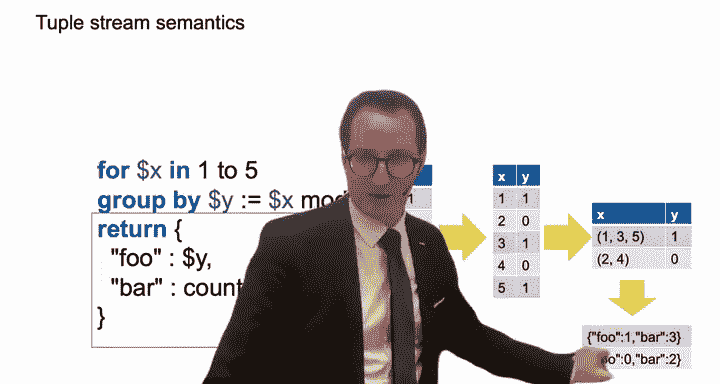 Tuple stream semantics
for $x in 1 to 5
group by $y := $x mod
return {
"foo" : $y,
"bar" : count
}
1
x y
1 1
2 0
3 1
4 0
5 1
x y
(1, 3, 5) 1
(2, 4) 0
{"foo":1,"bar":3}
:0,"bar":2}